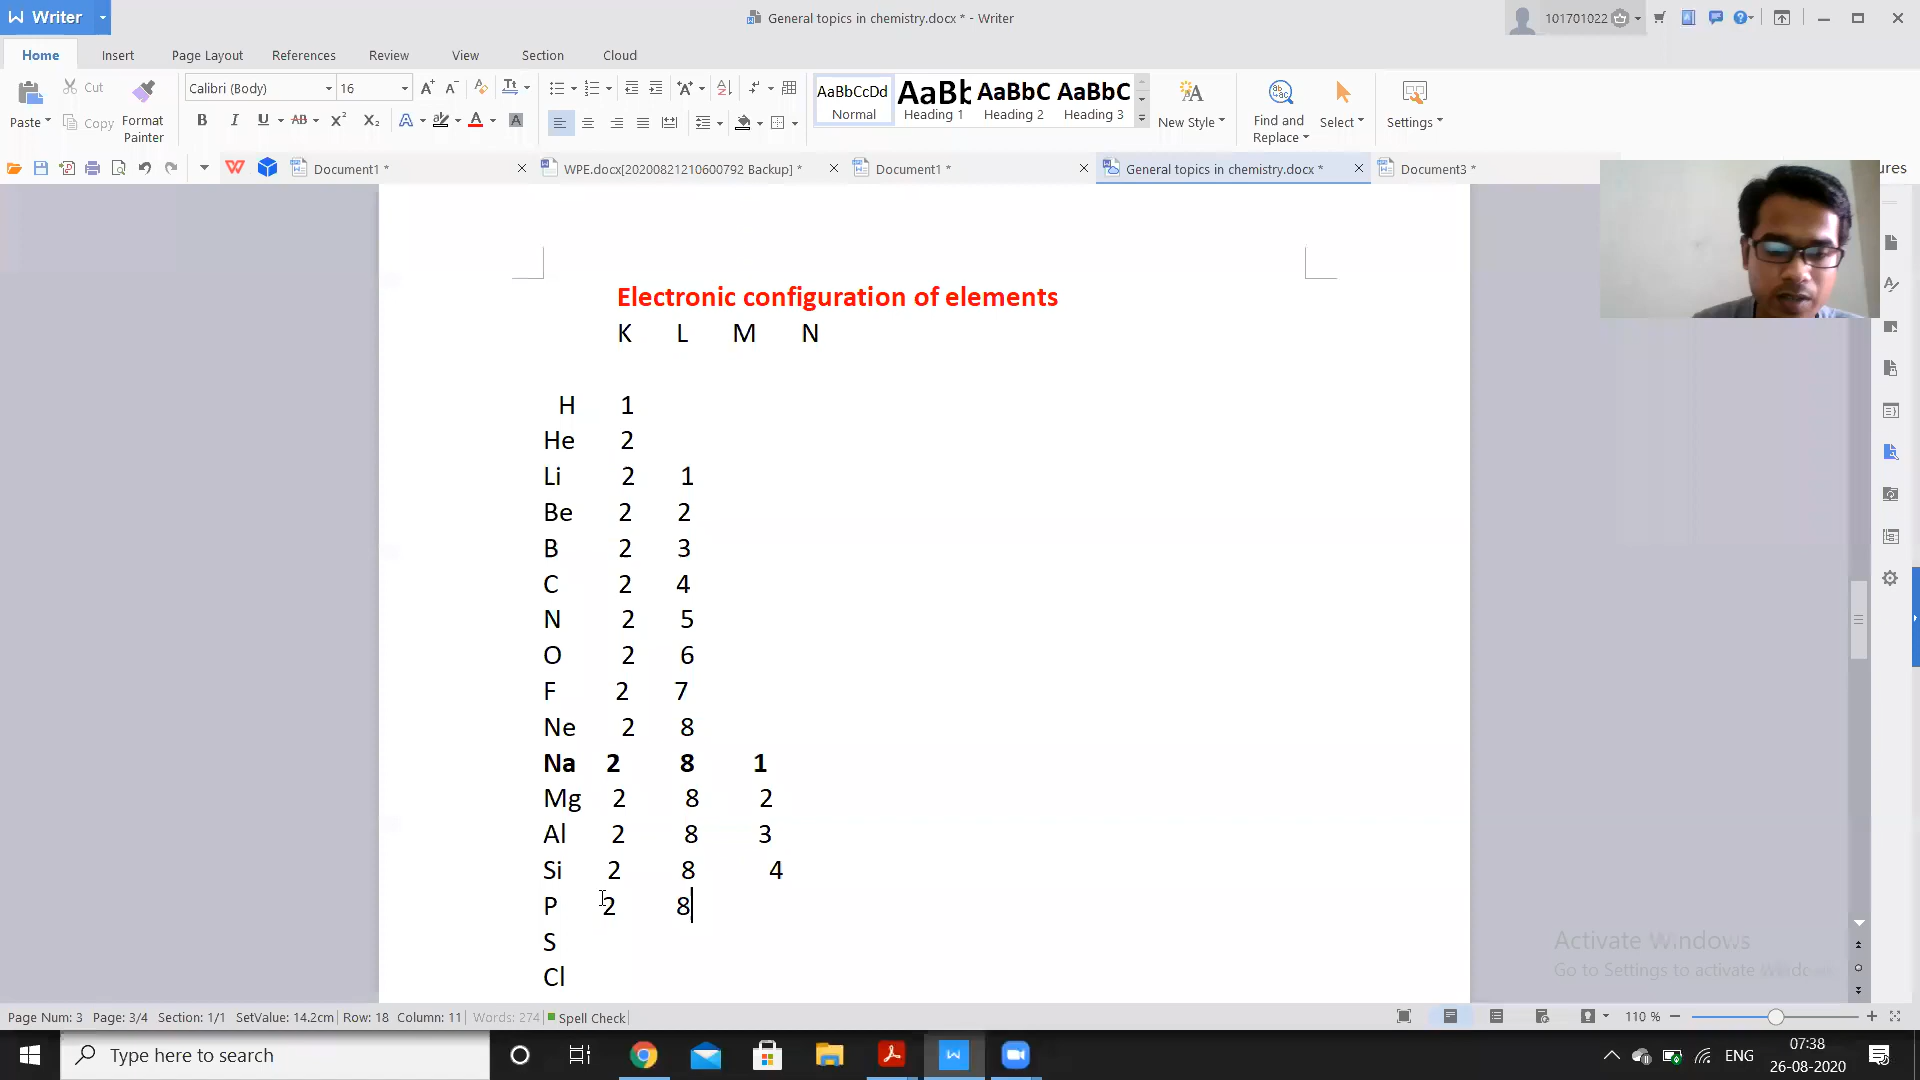 Writer
General topics in chemistry.docx * - Writer
101701022
Home Insert Page Layout References Review View Section Cloud
Cut
Copy
Paste
Format Painter
Calibri (Body) 16
B I U AB X² X₂ A A A
AaBbCcDd Normal
AaBb Heading 1
AaBbC Heading 2
AaBbC Heading 3
New Style
Find and Replace
Select
Settings
Document1 *
WPE.docx[20200821210600792 Backup] *
Document1 *
General topics in chemistry.docx *
Document3 *
ures
Electronic configuration of elements
K L M N
H 1
He 2
Li 2 1
Be 2 2
B 2 3
C 2 4
N 2 5
O 2 6
F 2 7
Ne 2 8
Na 2 8 1
Mg 2 8 2
Al 2 8 3
Si 2 8 4
P 2 8
S
Cl
Activate Windows
Go to Settings to activate Windows.
Page Num: 3 Page: 3/4 Section: 1/1 SetValue: 14.2cm Row: 18 Column: 11 Words: 274 Spell Check
110 %
Type here to search
ENG
07:38
26-08-2020